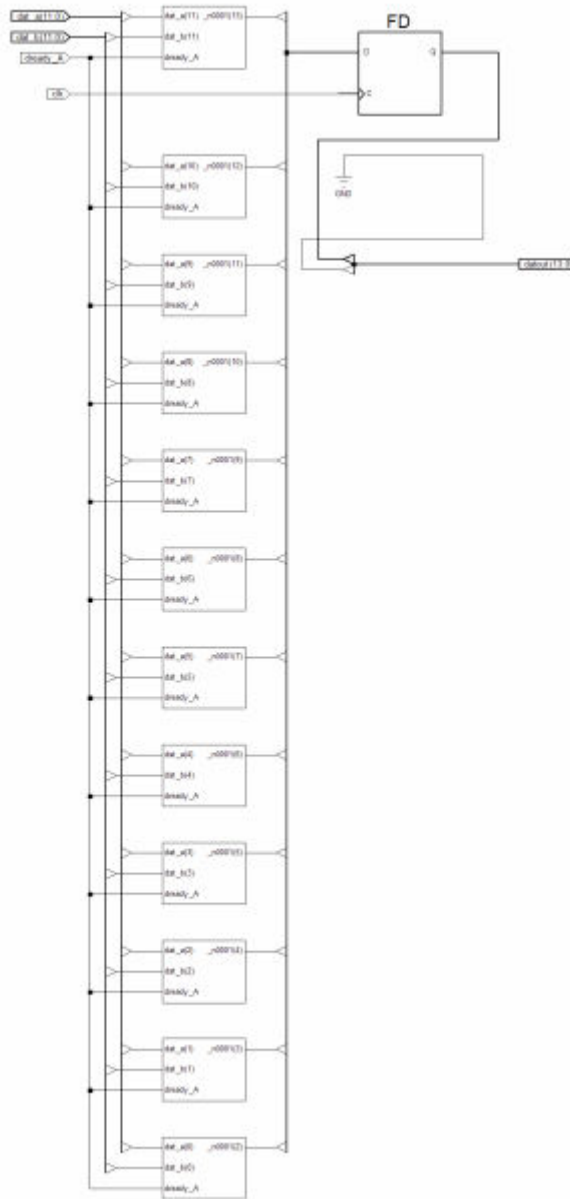 dat_a(11:0)
dat_b(11:0)
dready_A
clk
dat_a(11) _n0001(13)
dat_b(11)
dready_A
FD
D Q
C
GND
dat_a(10) _n0001(12)
dat_b(10)
dready_A
dat_a(9) _n0001(11)
dat_b(9)
dready_A
dat_a(8) _n0001(10)
dat_b(8)
dready_A
dat_a(7) _n0001(9)
dat_b(7)
dready_A
dat_a(6) _n0001(8)
dat_b(6)
dready_A
dat_a(5) _n0001(7)
dat_b(5)
dready_A
dat_a(4) _n0001(6)
dat_b(4)
dready_A
dat_a(3) _n0001(5)
dat_b(3)
dready_A
dat_a(2) _n0001(4)
dat_b(2)
dready_A
dat_a(1) _n0001(3)
dat_b(1)
dready_A
dat_a(0) _n0001(2)
dat_b(0)
dready_A